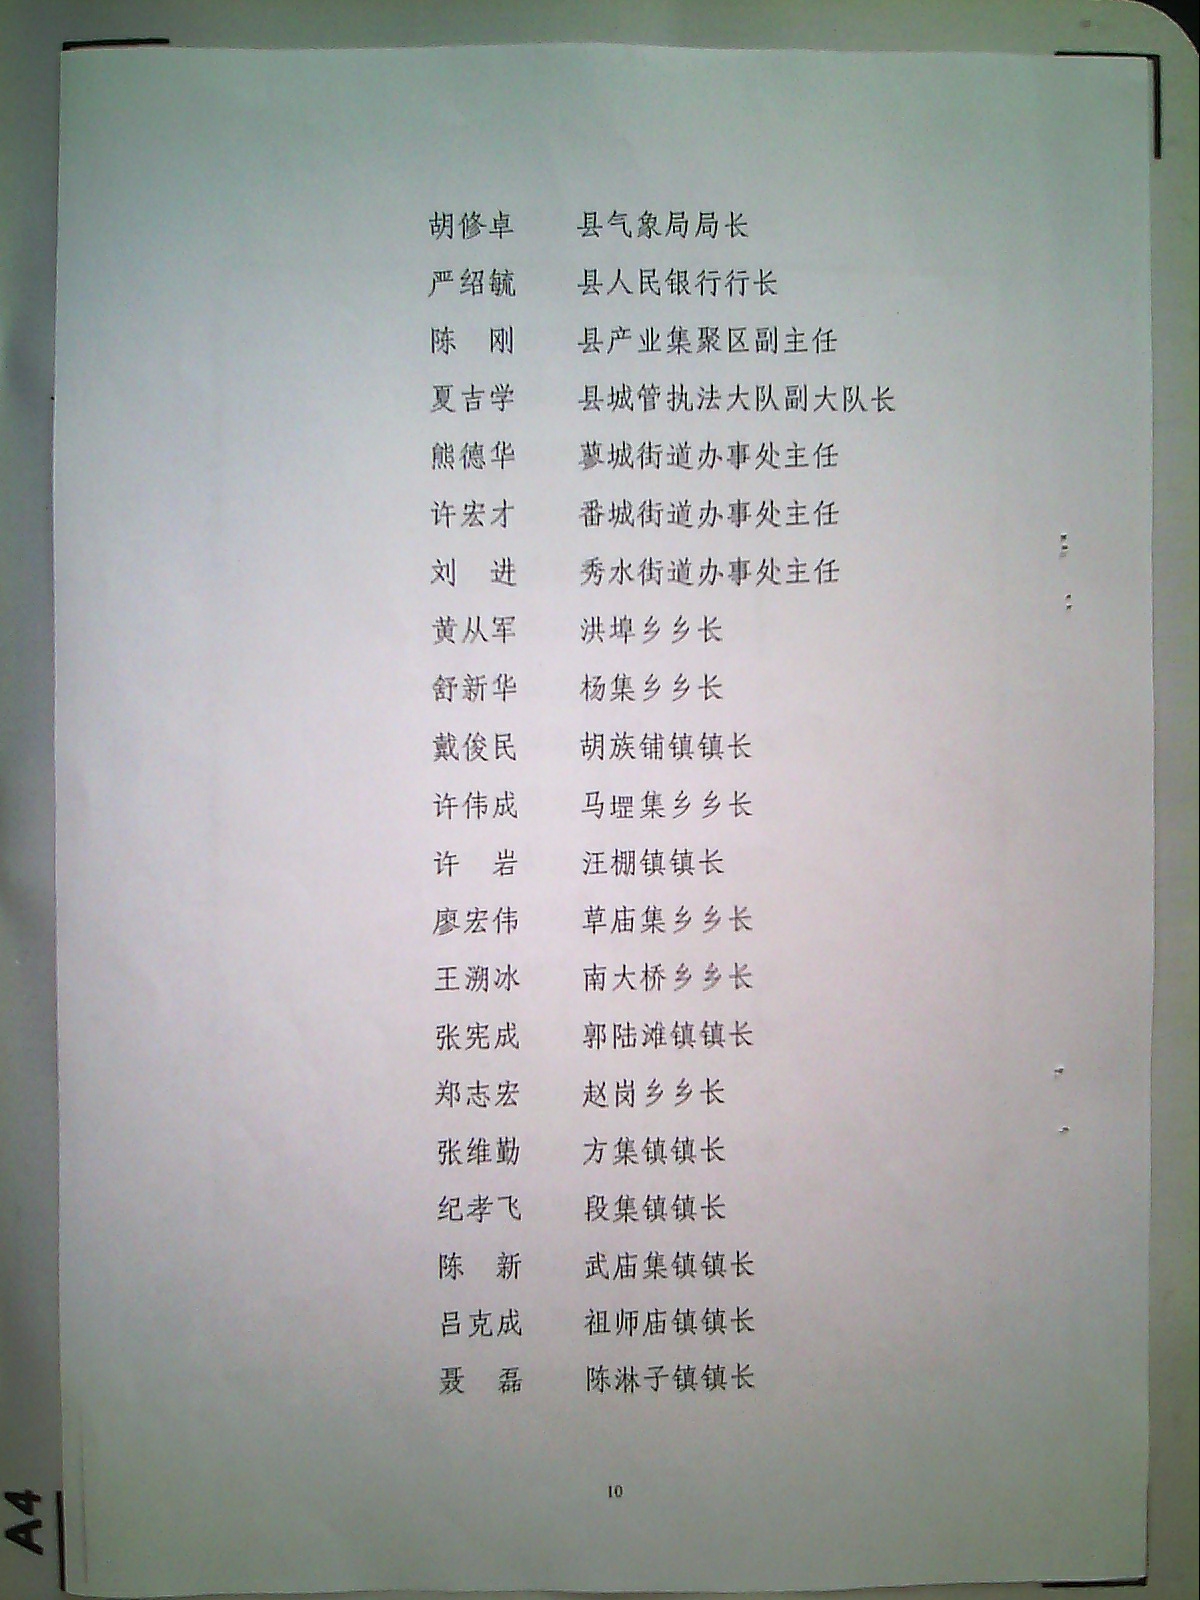 胡修卓 县气象局局长
严绍毓 县人民银行行长
陈 刚 县产业集聚区副主任
夏吉学 县城管执法大队副大队长
熊德华 蓼城街道办事处主任
许宏才 番城街道办事处主任
刘 进 秀水街道办事处主任
黄从军 洪埠乡乡长
舒新华 杨集乡乡长
戴俊民 胡族铺镇镇长
许伟成 马堽集乡乡长
许 岩 汪棚镇镇长
廖宏伟 草庙集乡乡长
王溯冰 南大桥乡乡长
张宪成 郭陆滩镇镇长
郑志宏 赵岗乡乡长
张维勤 方集镇镇长
纪孝飞 段集镇镇长
陈 新 武庙集镇镇长
吕克成 祖师庙镇镇长
聂 磊 陈淋子镇镇长
10
A4